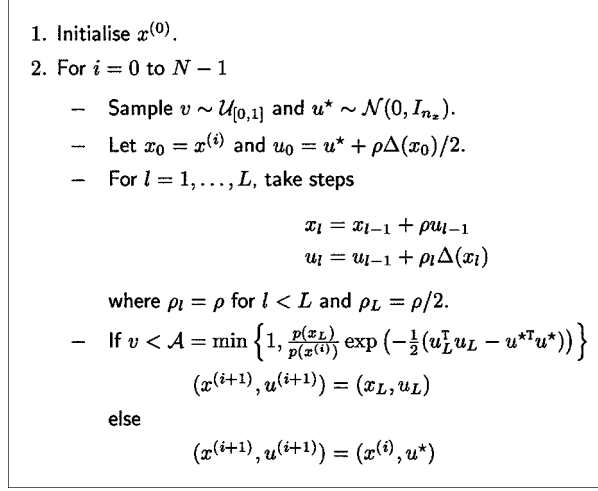 1. Initialise x^{(0)}.
2. For i = 0 to N − 1
– Sample v ∼ 𝒰_{[0,1]} and u^⋆ ∼ 𝒩(0, I_{n_x}).
– Let x_0 = x^{(i)} and u_0 = u^⋆ + ρΔ(x_0)/2.
– For l = 1, . . . , L, take steps
x_l = x_{l−1} + ρu_{l−1}
u_l = u_{l−1} + ρ_lΔ(x_l)
where ρ_l = ρ for l < L and ρ_L = ρ/2.
– If v < 𝒜 = min {1, \frac{p(x_L)}{p(x^{(i)})} exp (−\frac{1}{2}(u_L^T u_L − u^{⋆T}u^⋆))}
(x^{(i+1)}, u^{(i+1)}) = (x_L, u_L)
else
(x^{(i+1)}, u^{(i+1)}) = (x^{(i)}, u^⋆)